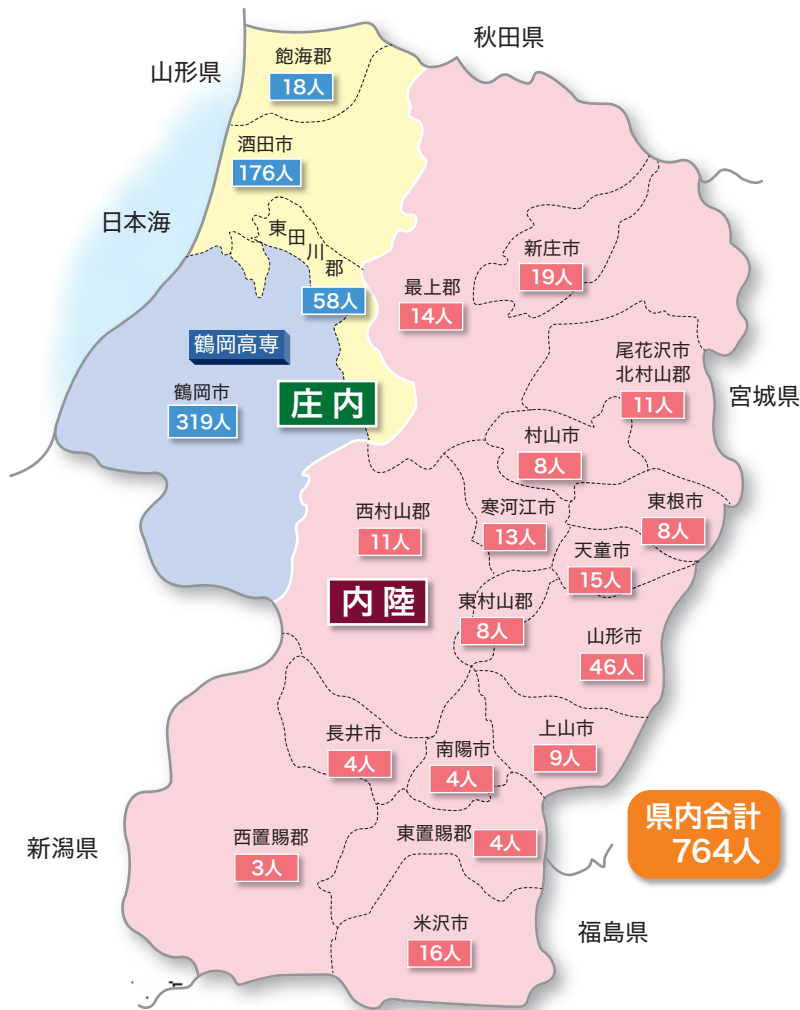 秋田県
飽海郡
18人
山形県
酒田市
176人
日本海
東田川郡
58人
新庄市
19人
最上郡
14人
鶴岡高専
尾花沢市
北村山郡
11人
宮城県
鶴岡市
319人
庄内
村山市
8人
西村山郡
11人
寒河江市
13人
東根市
8人
天童市
15人
内陸
東村山郡
8人
山形市
46人
長井市
4人
南陽市
4人
上山市
9人
県内合計
764人
新潟県
西置賜郡
3人
東置賜郡
4人
米沢市
16人
福島県